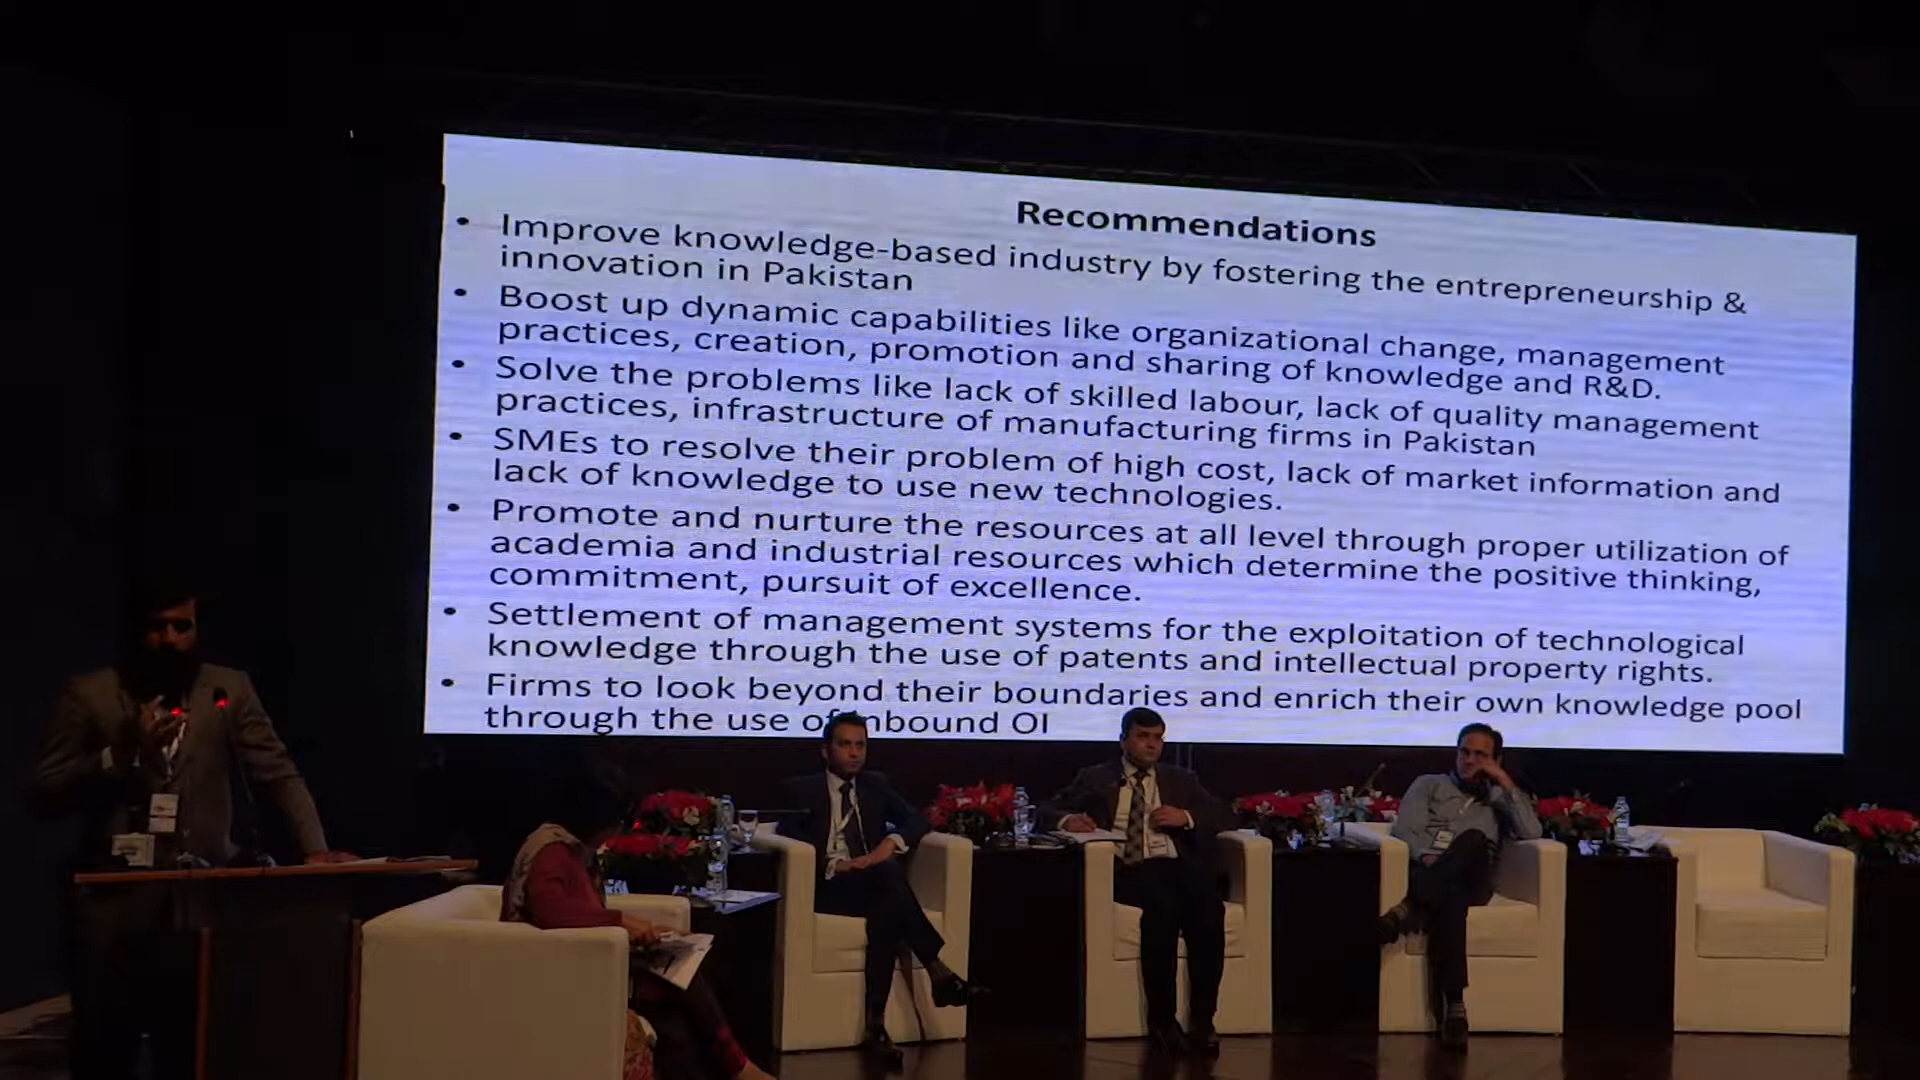 Recommendations
• Improve knowledge-based industry by fostering the entrepreneurship &
innovation in Pakistan
• Boost up dynamic capabilities like organizational change, management
practices, creation, promotion and sharing of knowledge and R&D.
• Solve the problems like lack of skilled labour, lack of quality management
practices, infrastructure of manufacturing firms in Pakistan
• SMEs to resolve their problem of high cost, lack of market information and
lack of knowledge to use new technologies.
• Promote and nurture the resources at all level through proper utilization of
academia and industrial resources which determine the positive thinking,
commitment, pursuit of excellence.
• Settlement of management systems for the exploitation of technological
knowledge through the use of patents and intellectual property rights.
• Firms to look beyond their boundaries and enrich their own knowledge pool
through the use of inbound OI